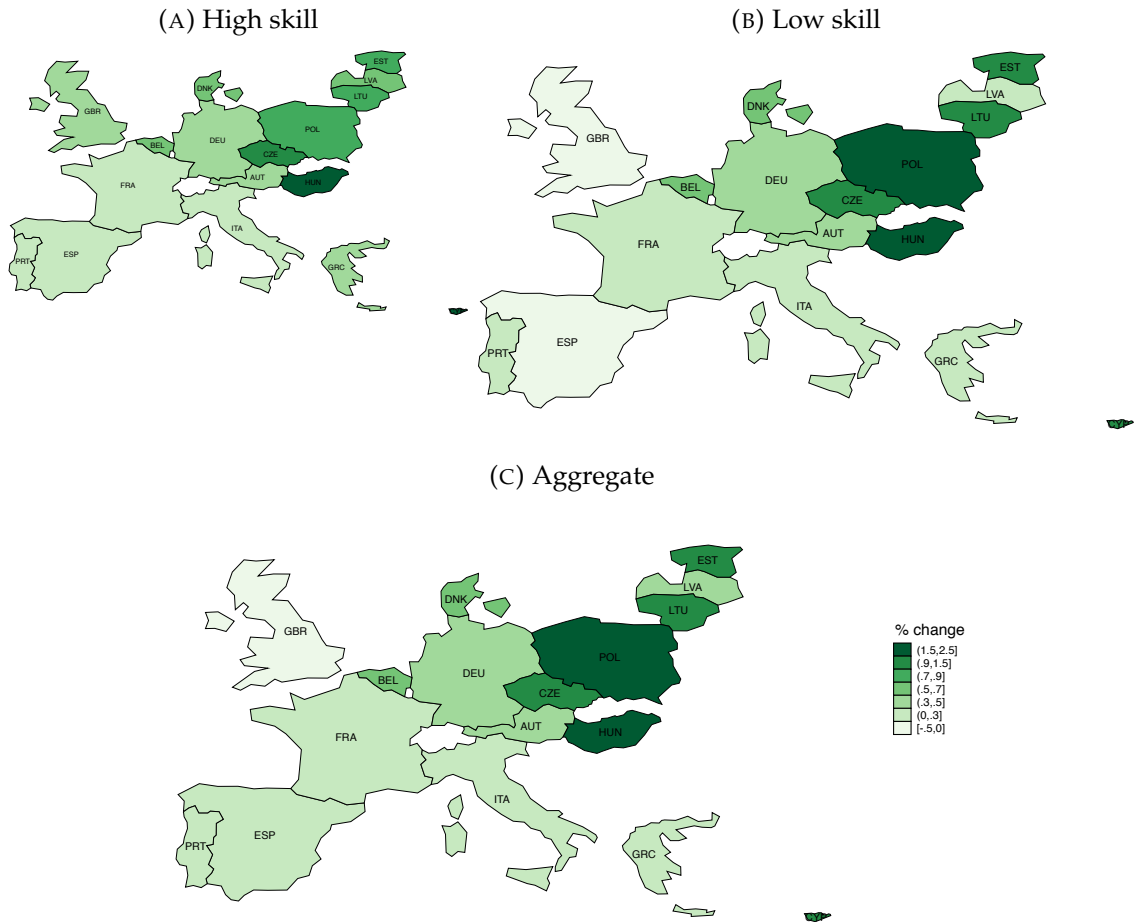 (A) High skill
EST
LVA
LTU
DNK
GBR
POL
DEU
BEL
CZE
AUT
HUN
FRA
ITA
ESP
PRT
GRC
(B) Low skill
EST
LVA
LTU
DNK
GBR
POL
DEU
BEL
CZE
AUT
HUN
FRA
ITA
ESP
PRT
GRC
(C) Aggregate
EST
LVA
LTU
DNK
GBR
POL
DEU
BEL
CZE
AUT
HUN
FRA
ITA
ESP
PRT
GRC
% change
(1.5,2.5]
(.9,1.5]
(.7,.9]
(.5,.7]
(.3,.5]
(0,.3]
[-.5,0]